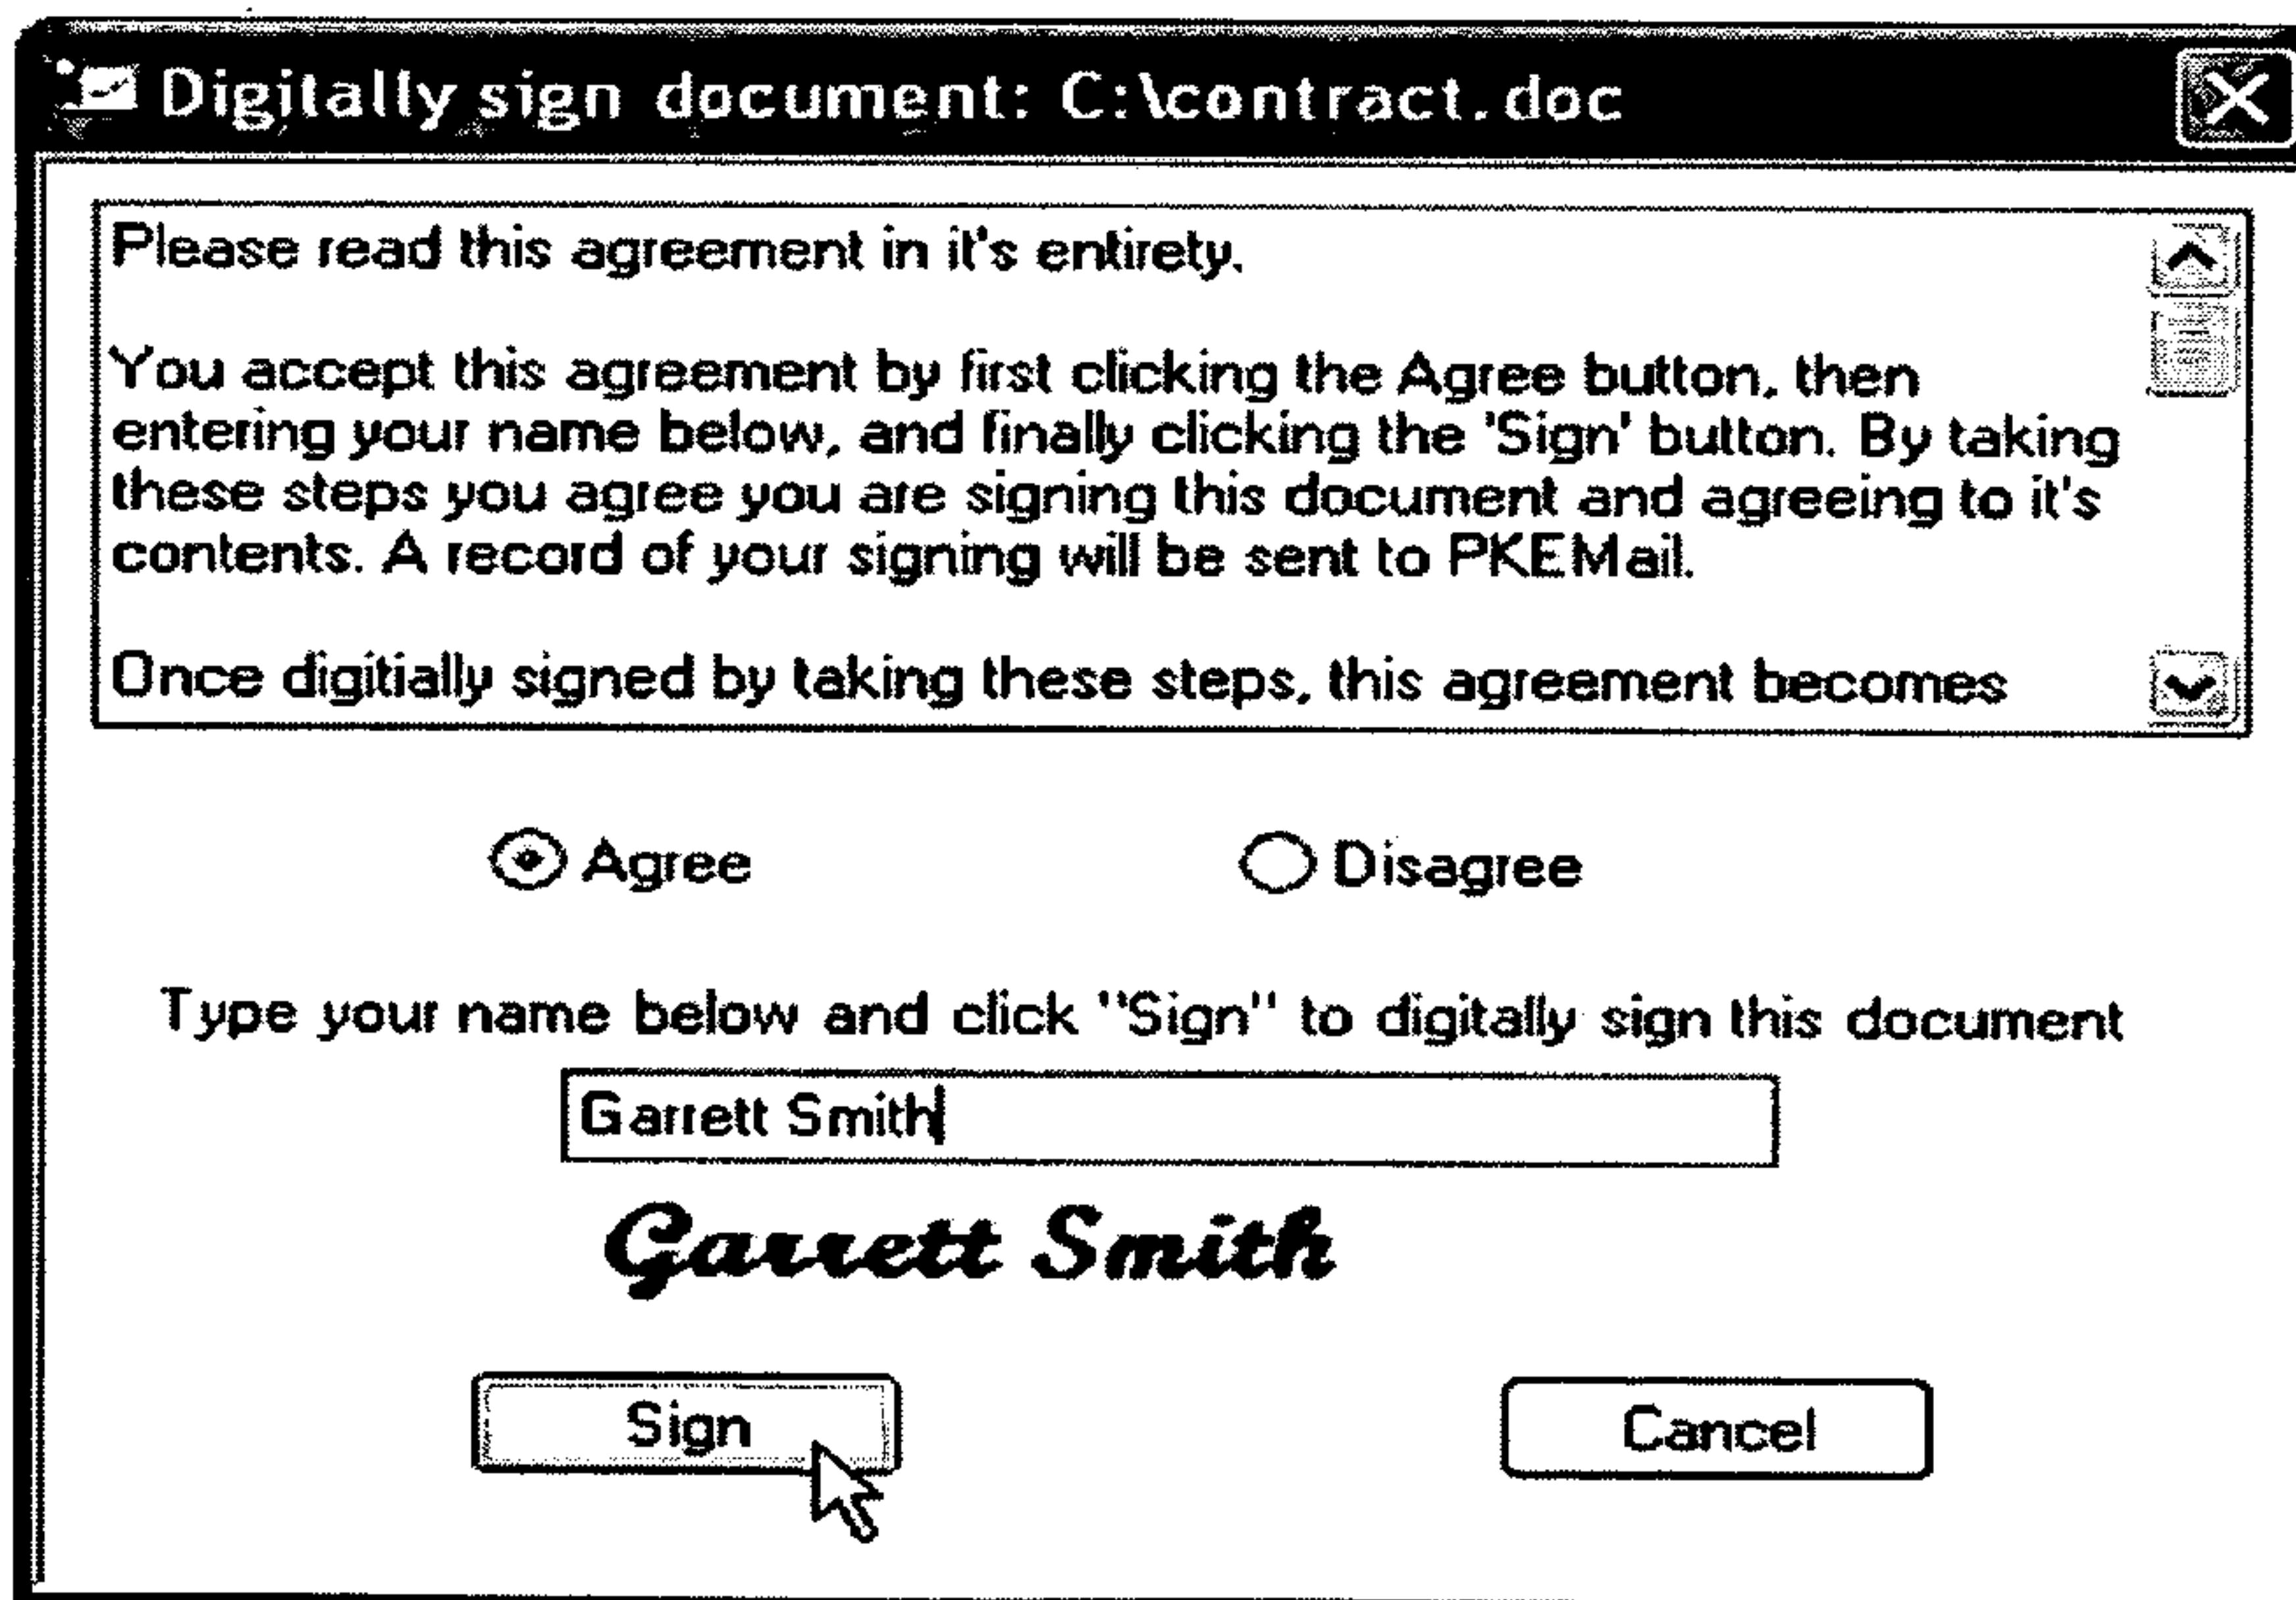 Digitally sign document: C:\contract.doc
Please read this agreement in it's entirety.
You accept this agreement by first clicking the Agree button, then
entering your name below, and finally clicking the 'Sign' button. By taking
these steps you agree you are signing this document and agreeing to it's
contents. A record of your signing will be sent to PKEMail.
Once digitially signed by taking these steps, this agreement becomes
Agree Disagree
Type your name below and click "Sign" to digitally sign this document
Garrett Smith
Garrett Smith
Sign Cancel